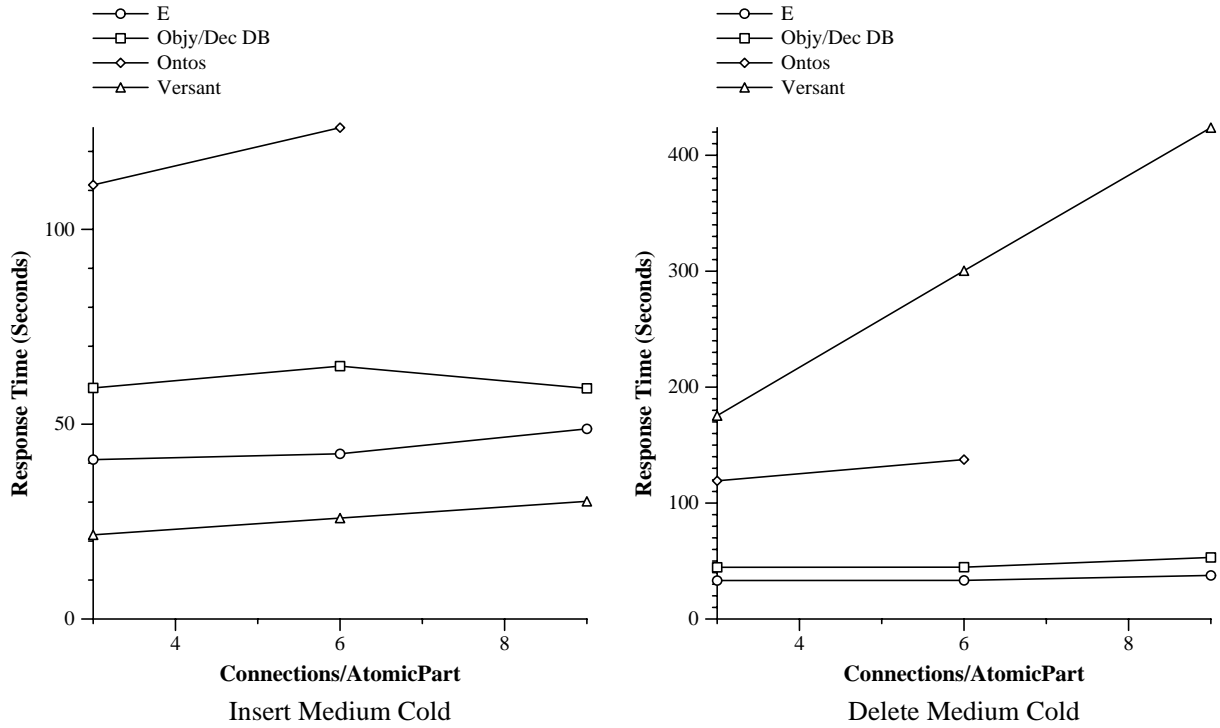 E
Objy/Dec DB
Ontos
Versant
100
50
0
4
6
8
Response Time (Seconds)
Connections/AtomicPart
Insert Medium Cold
E
Objy/Dec DB
Ontos
Versant
400
300
200
100
0
4
6
8
Response Time (Seconds)
Connections/AtomicPart
Delete Medium Cold